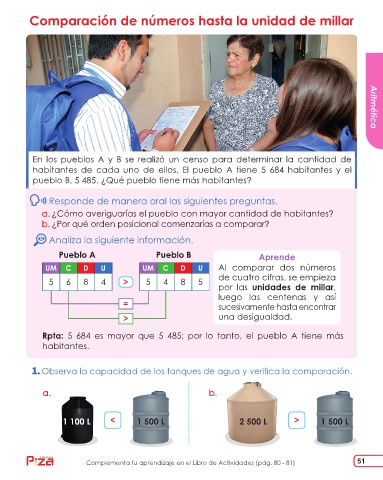 Comparación de números hasta la unidad de millar
Aritmética
En los pueblos A y B se realizó un censo para determinar la cantidad de
habitantes de cada uno de ellos. El pueblo A tiene 5 684 habitantes y el
pueblo B, 5 485. ¿Qué pueblo tiene más habitantes?
Responde de manera oral las siguientes preguntas.
a. ¿Cómo averiguarías el pueblo con mayor cantidad de habitantes?
b. ¿Por qué orden posicional comenzarías a comparar?
Analiza la siguiente información.
Pueblo A Pueblo B
UM C D U UM C D U
5 6 8 4 > 5 4 8 5
=
>
Aprende
Al comparar dos números
de cuatro cifras, se empieza
por las unidades de millar,
luego las centenas y así
sucesivamente hasta encontrar
una desigualdad.
Rpta: 5 684 es mayor que 5 485; por lo tanto, el pueblo A tiene más
habitantes.
1. Observa la capacidad de los tanques de agua y verifica la comparación.
a. b.
1 100 L < 1 500 L 2 500 L > 1 500 L
Piza
Complementa tu aprendizaje en el Libro de Actividades (pág. 80 - 81)
51